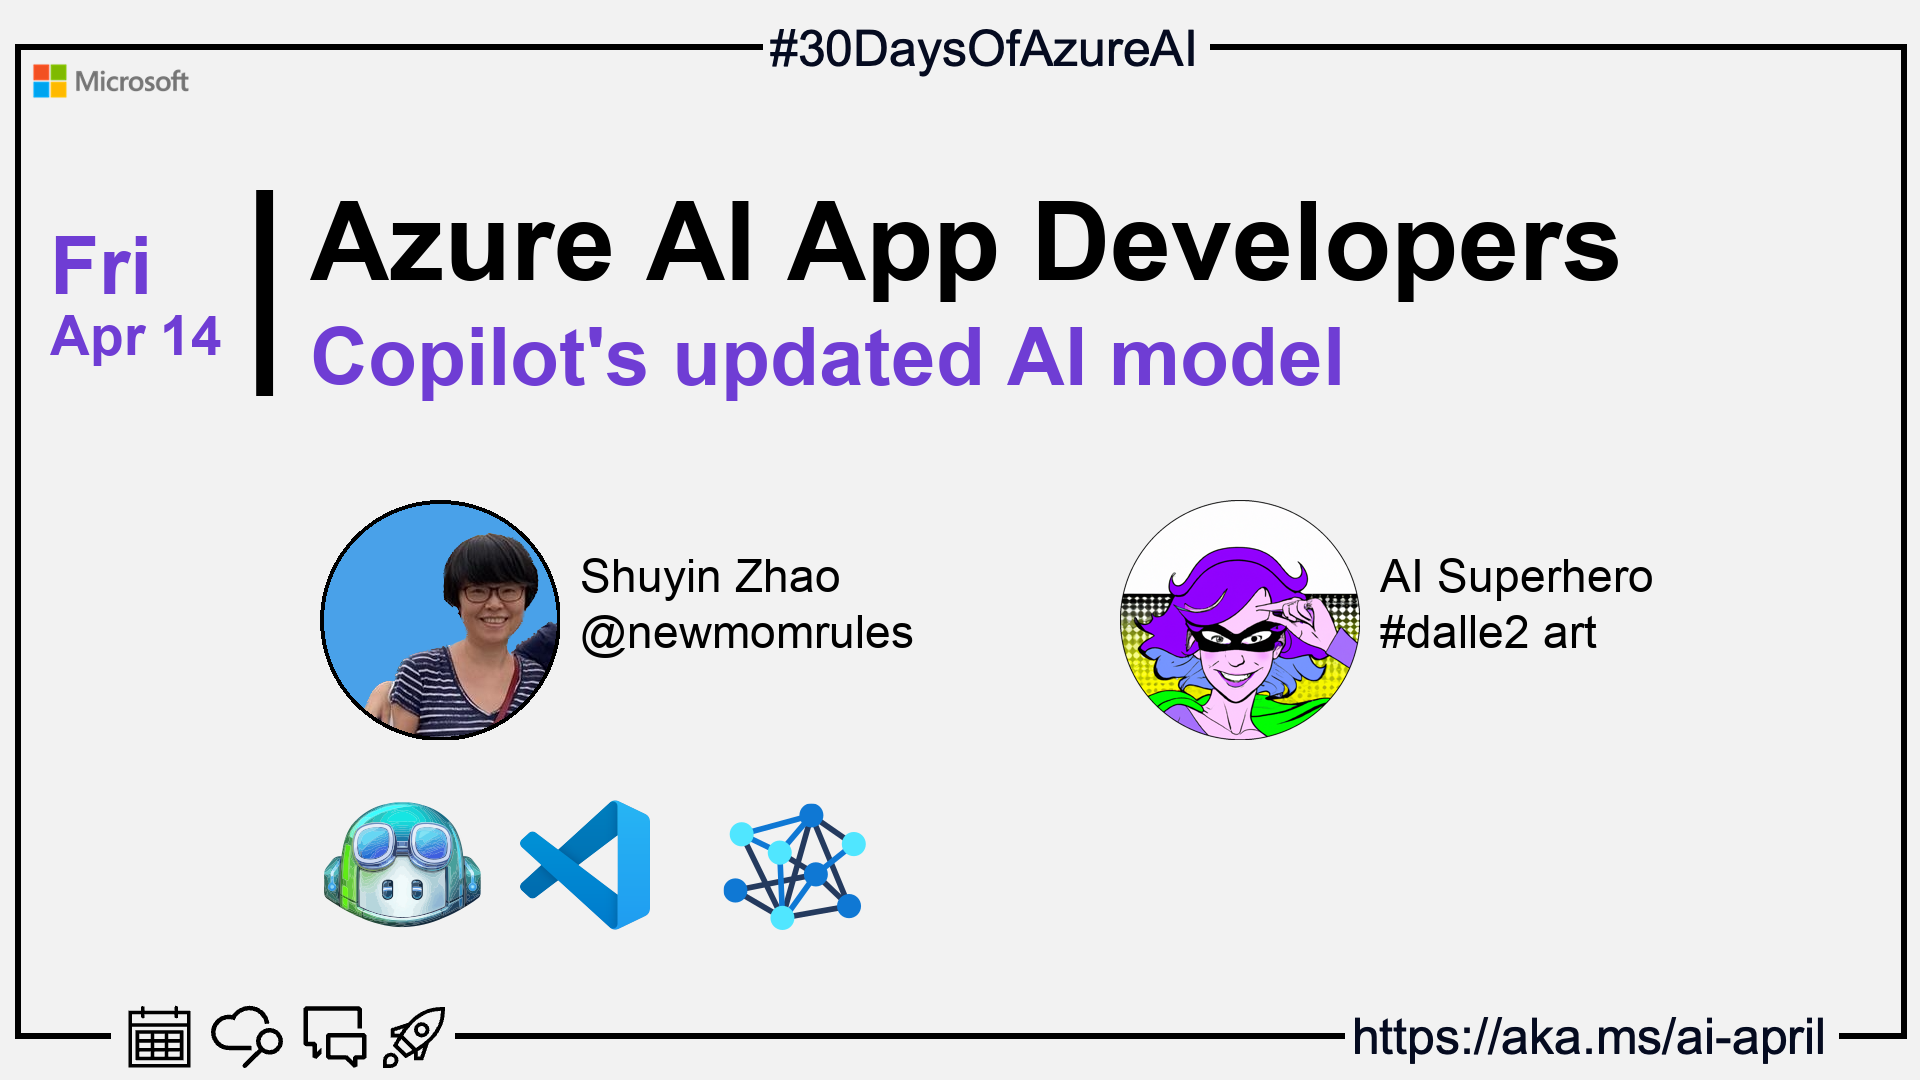 #30DaysOfAzureAI
Microsoft
Fri
Apr 14
Azure AI App Developers
Copilot's updated AI model
Shuyin Zhao
@newmomrules
AI Superhero
#dalle2 art
https://aka.ms/ai-april